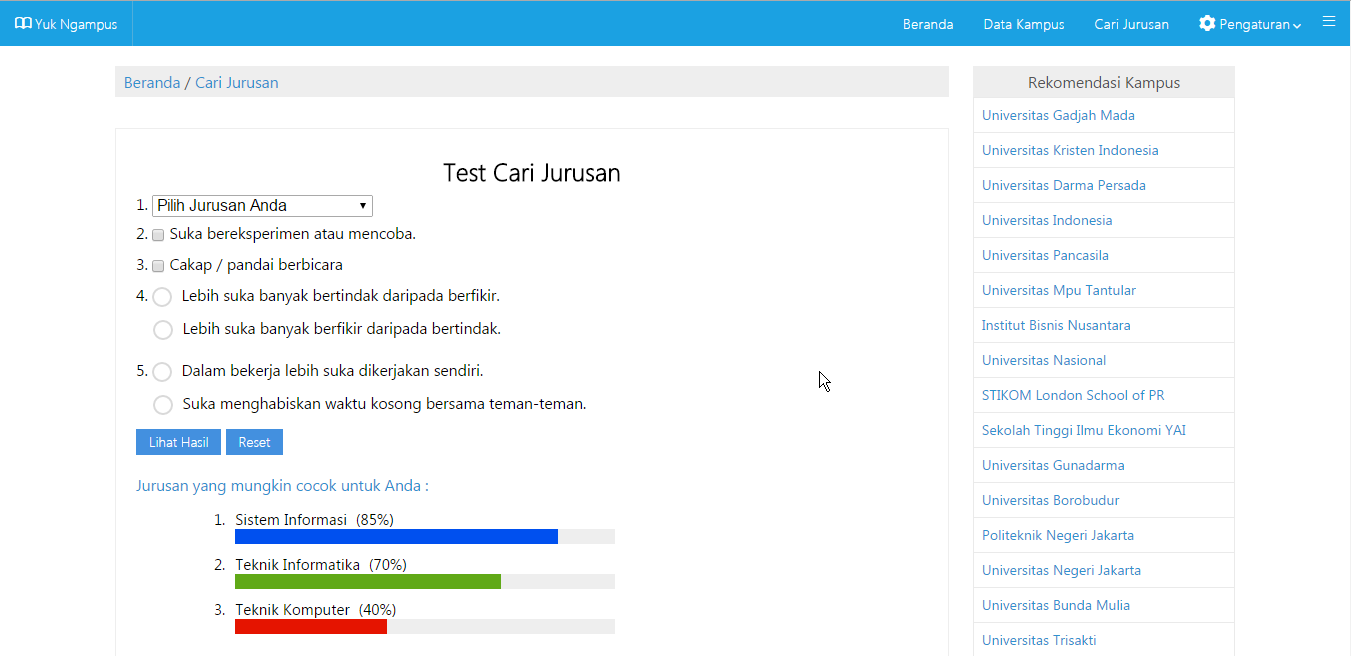 Yuk Ngampus
Beranda Data Kampus Cari Jurusan Pengaturan
Beranda / Cari Jurusan
Test Cari Jurusan
1. Pilih Jurusan Anda
2. Suka bereksperimen atau mencoba.
3. Cakap / pandai berbicara
4. Lebih suka banyak bertindak daripada berfikir.
Lebih suka banyak berfikir daripada bertindak.
5. Dalam bekerja lebih suka dikerjakan sendiri.
Suka menghabiskan waktu kosong bersama teman-teman.
Lihat Hasil Reset
Jurusan yang mungkin cocok untuk Anda :
1. Sistem Informasi (85%)
2. Teknik Informatika (70%)
3. Teknik Komputer (40%)
Rekomendasi Kampus
Universitas Gadjah Mada
Universitas Kristen Indonesia
Universitas Darma Persada
Universitas Indonesia
Universitas Pancasila
Universitas Mpu Tantular
Institut Bisnis Nusantara
Universitas Nasional
STIKOM London School of PR
Sekolah Tinggi Ilmu Ekonomi YAI
Universitas Gunadarma
Universitas Borobudur
Politeknik Negeri Jakarta
Universitas Negeri Jakarta
Universitas Bunda Mulia
Universitas Trisakti